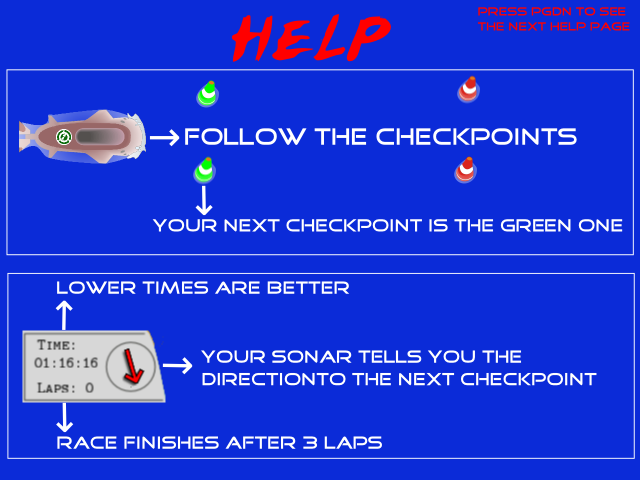 HELP
PRESS PGDN TO SEE
THE NEXT HELP PAGE
FOLLOW THE CHECKPOINTS
YOUR NEXT CHECKPOINT IS THE GREEN ONE
LOWER TIMES ARE BETTER
TIME:
01:16:16
LAPS: 0
YOUR SONAR TELLS YOU THE
DIRECTIONTO THE NEXT CHECKPOINT
RACE FINISHES AFTER 3 LAPS